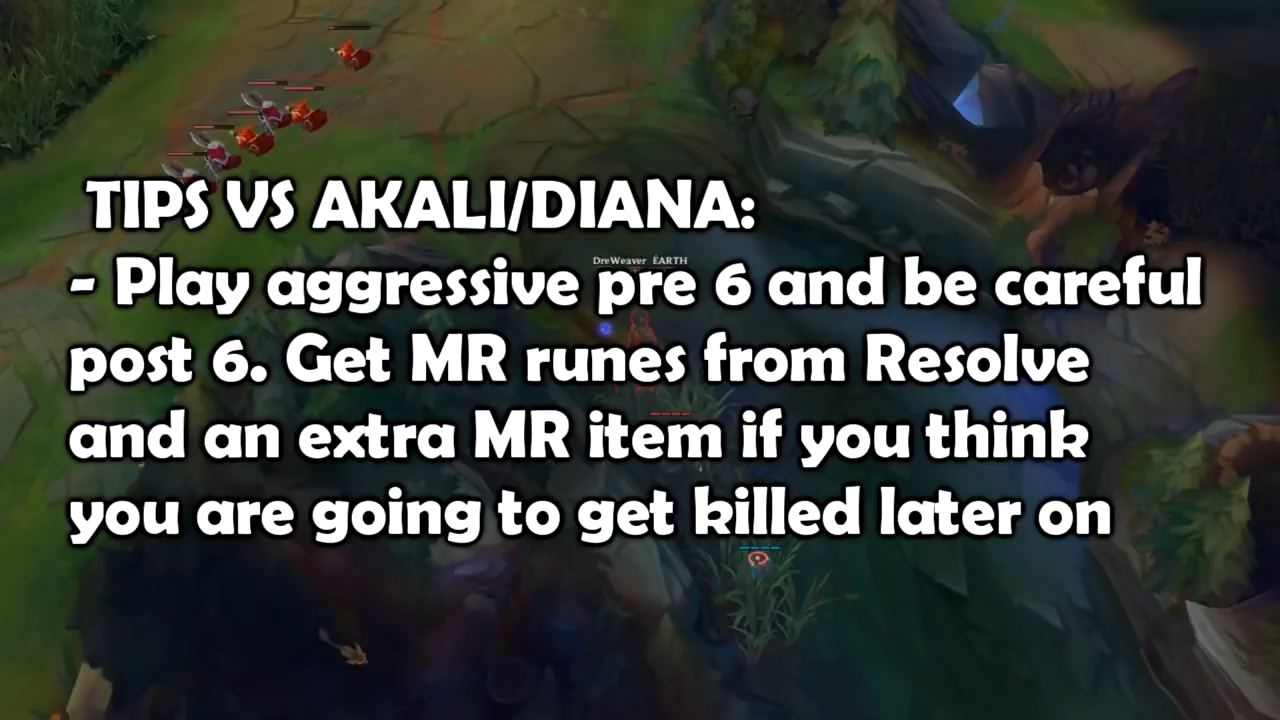 TIPS VS AKALI/DIANA:
- Play aggressive pre 6 and be careful
post 6. Get MR runes from Resolve
and an extra MR item if you think
you are going to get killed later on
DreWeaver ÉARTH